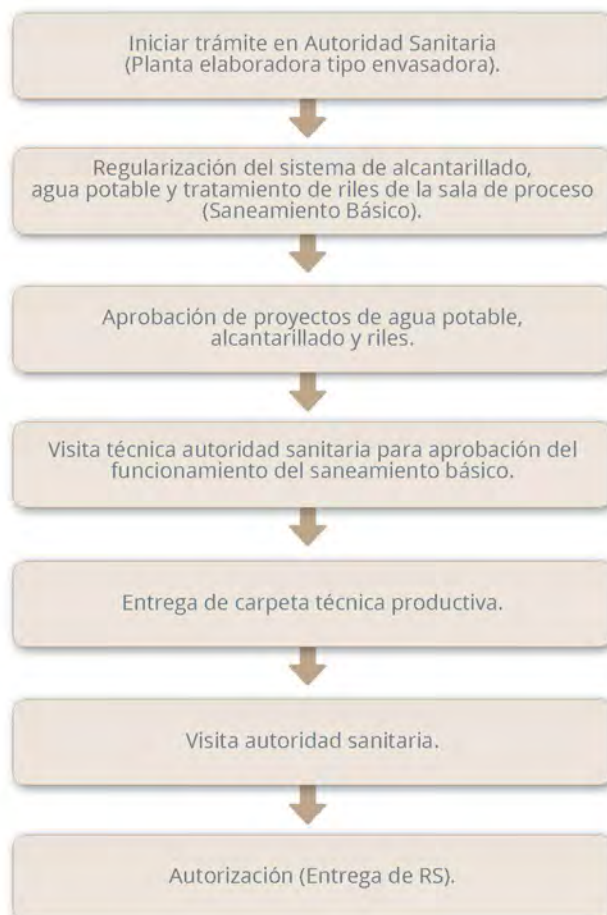 Iniciar trámite en Autoridad Sanitaria
(Planta elaboradora tipo envasadora).
Regularización del sistema de alcantarillado,
agua potable y tratamiento de riles de la sala de proceso
(Saneamiento Básico).
Aprobación de proyectos de agua potable,
alcantarillado y riles.
Visita técnica autoridad sanitaria para aprobación del
funcionamiento del saneamiento básico.
Entrega de carpeta técnica productiva.
Visita autoridad sanitaria.
Autorización (Entrega de RS).